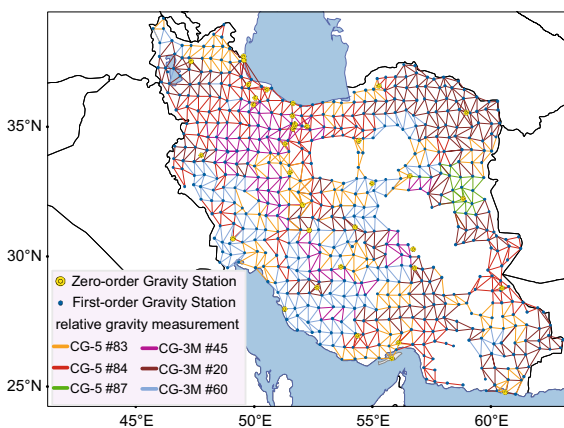 35°N
30°N
25°N
Zero-order Gravity Station
First-order Gravity Station
relative gravity measurement
CG-5 #83 CG-3M #45
CG-5 #84 CG-3M #20
CG-5 #87 CG-3M #60
45°E 50°E 55°E 60°E